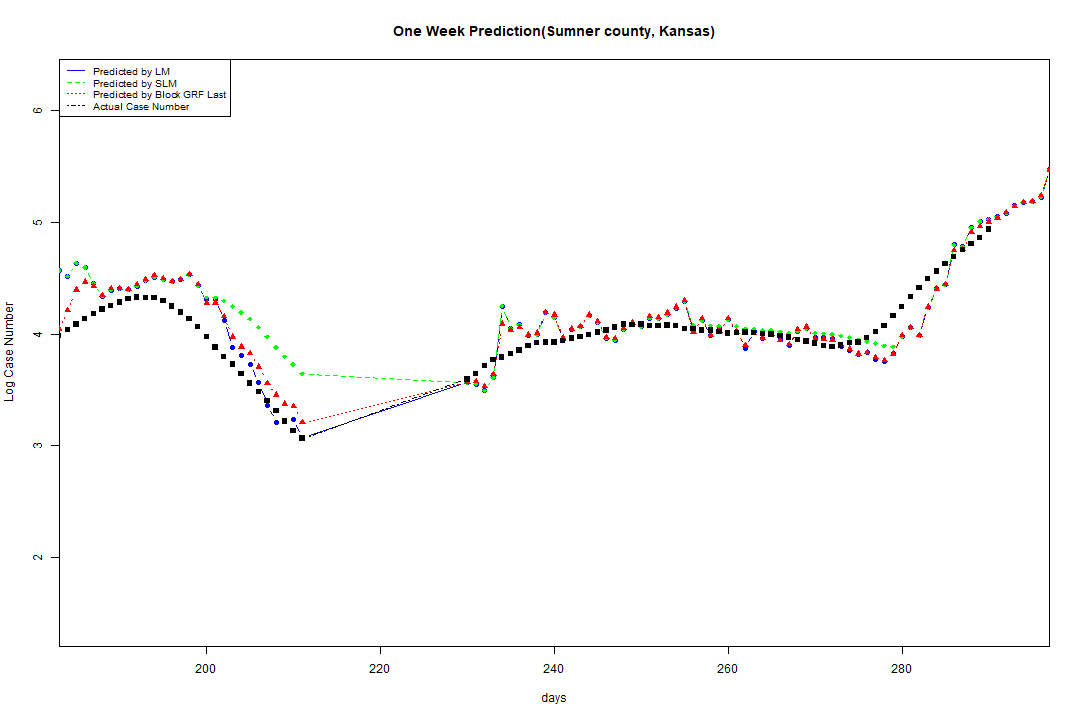 One Week Prediction(Sumner county, Kansas)
Predicted by LM
Predicted by SLM
Predicted by Block GRF Last
Actual Case Number
Log Case Number
6
5
4
3
2
200 220 240 260 280
days